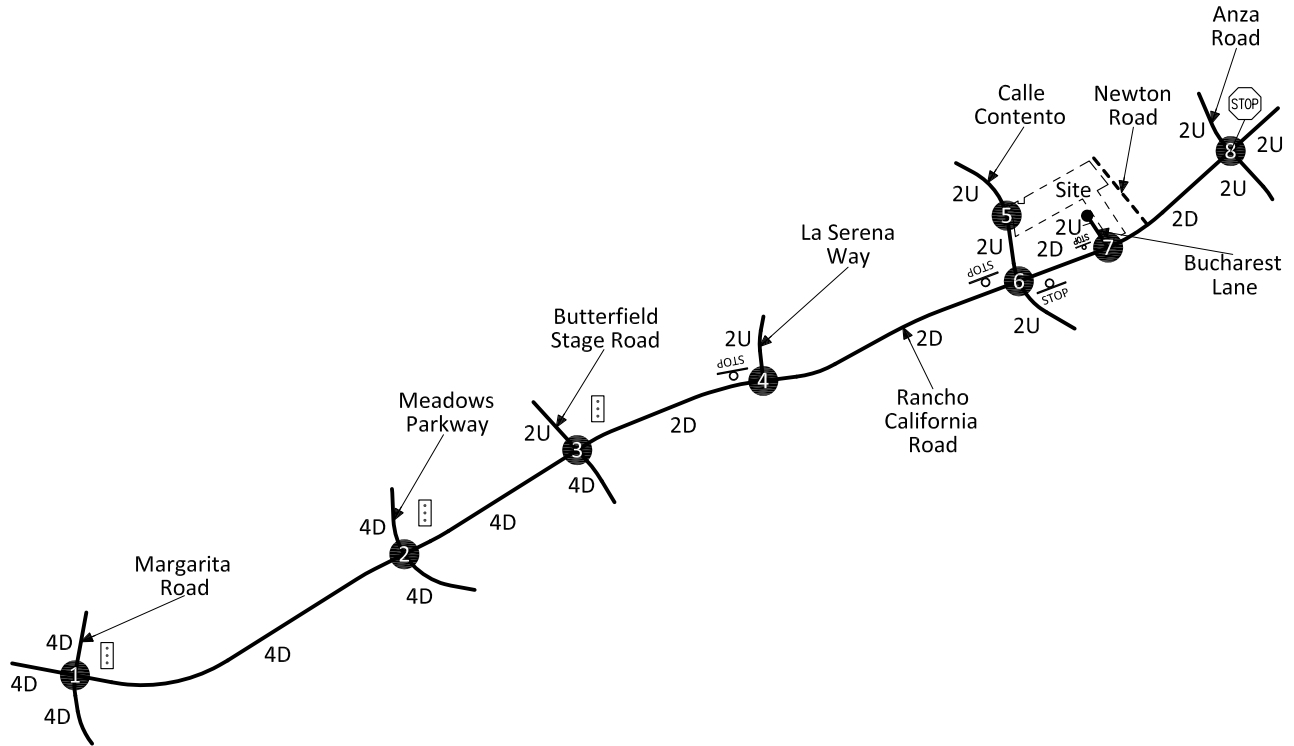 Anza
Road
STOP
Calle
Contento
Newton
Road
2U
8
2U
2U
2U
Site
5
2D
2U
2U
STOP
7
2D
La Serena
Way
Bucharest
Lane
STOP
6
STOP
2U
Butterfield
Stage Road
2U
2D
STOP
4
Rancho
California
Road
Meadows
Parkway
2U
2D
3
4D
4D
4D
2
4D
Margarita
Road
4D
4D
1
4D
4D